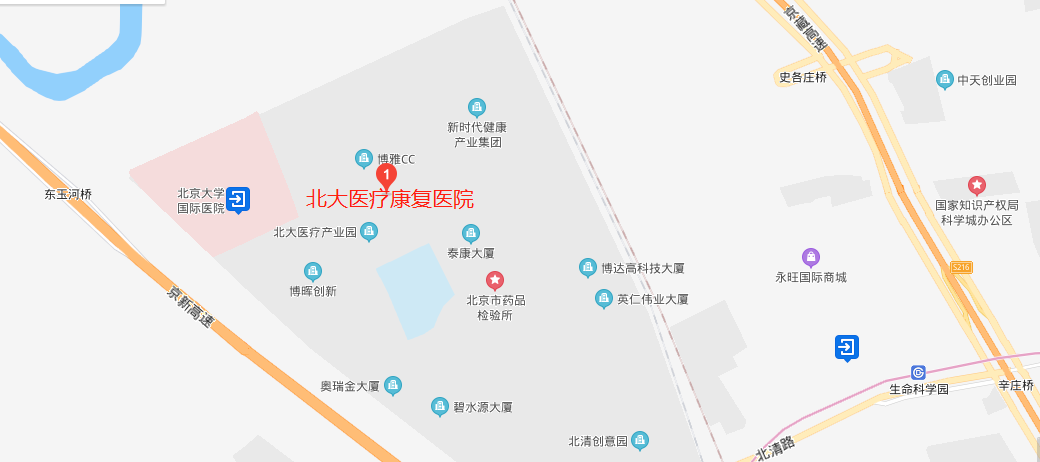 京藏高速
史各庄桥
中天创业园
新时代健康
产业集团
博雅CC
1
东玉河桥
北京大学
国际医院
北大医疗康复医院
国家知识产权局
科学城办公区
北大医疗产业园
泰康大厦
博达高科技大厦
S216
永旺国际商城
博晖创新
北京市药品
检验所
英仁伟业大厦
京新高速
奥瑞金大厦
生命科学园
辛庄桥
碧水源大厦
北清创意园
北清路